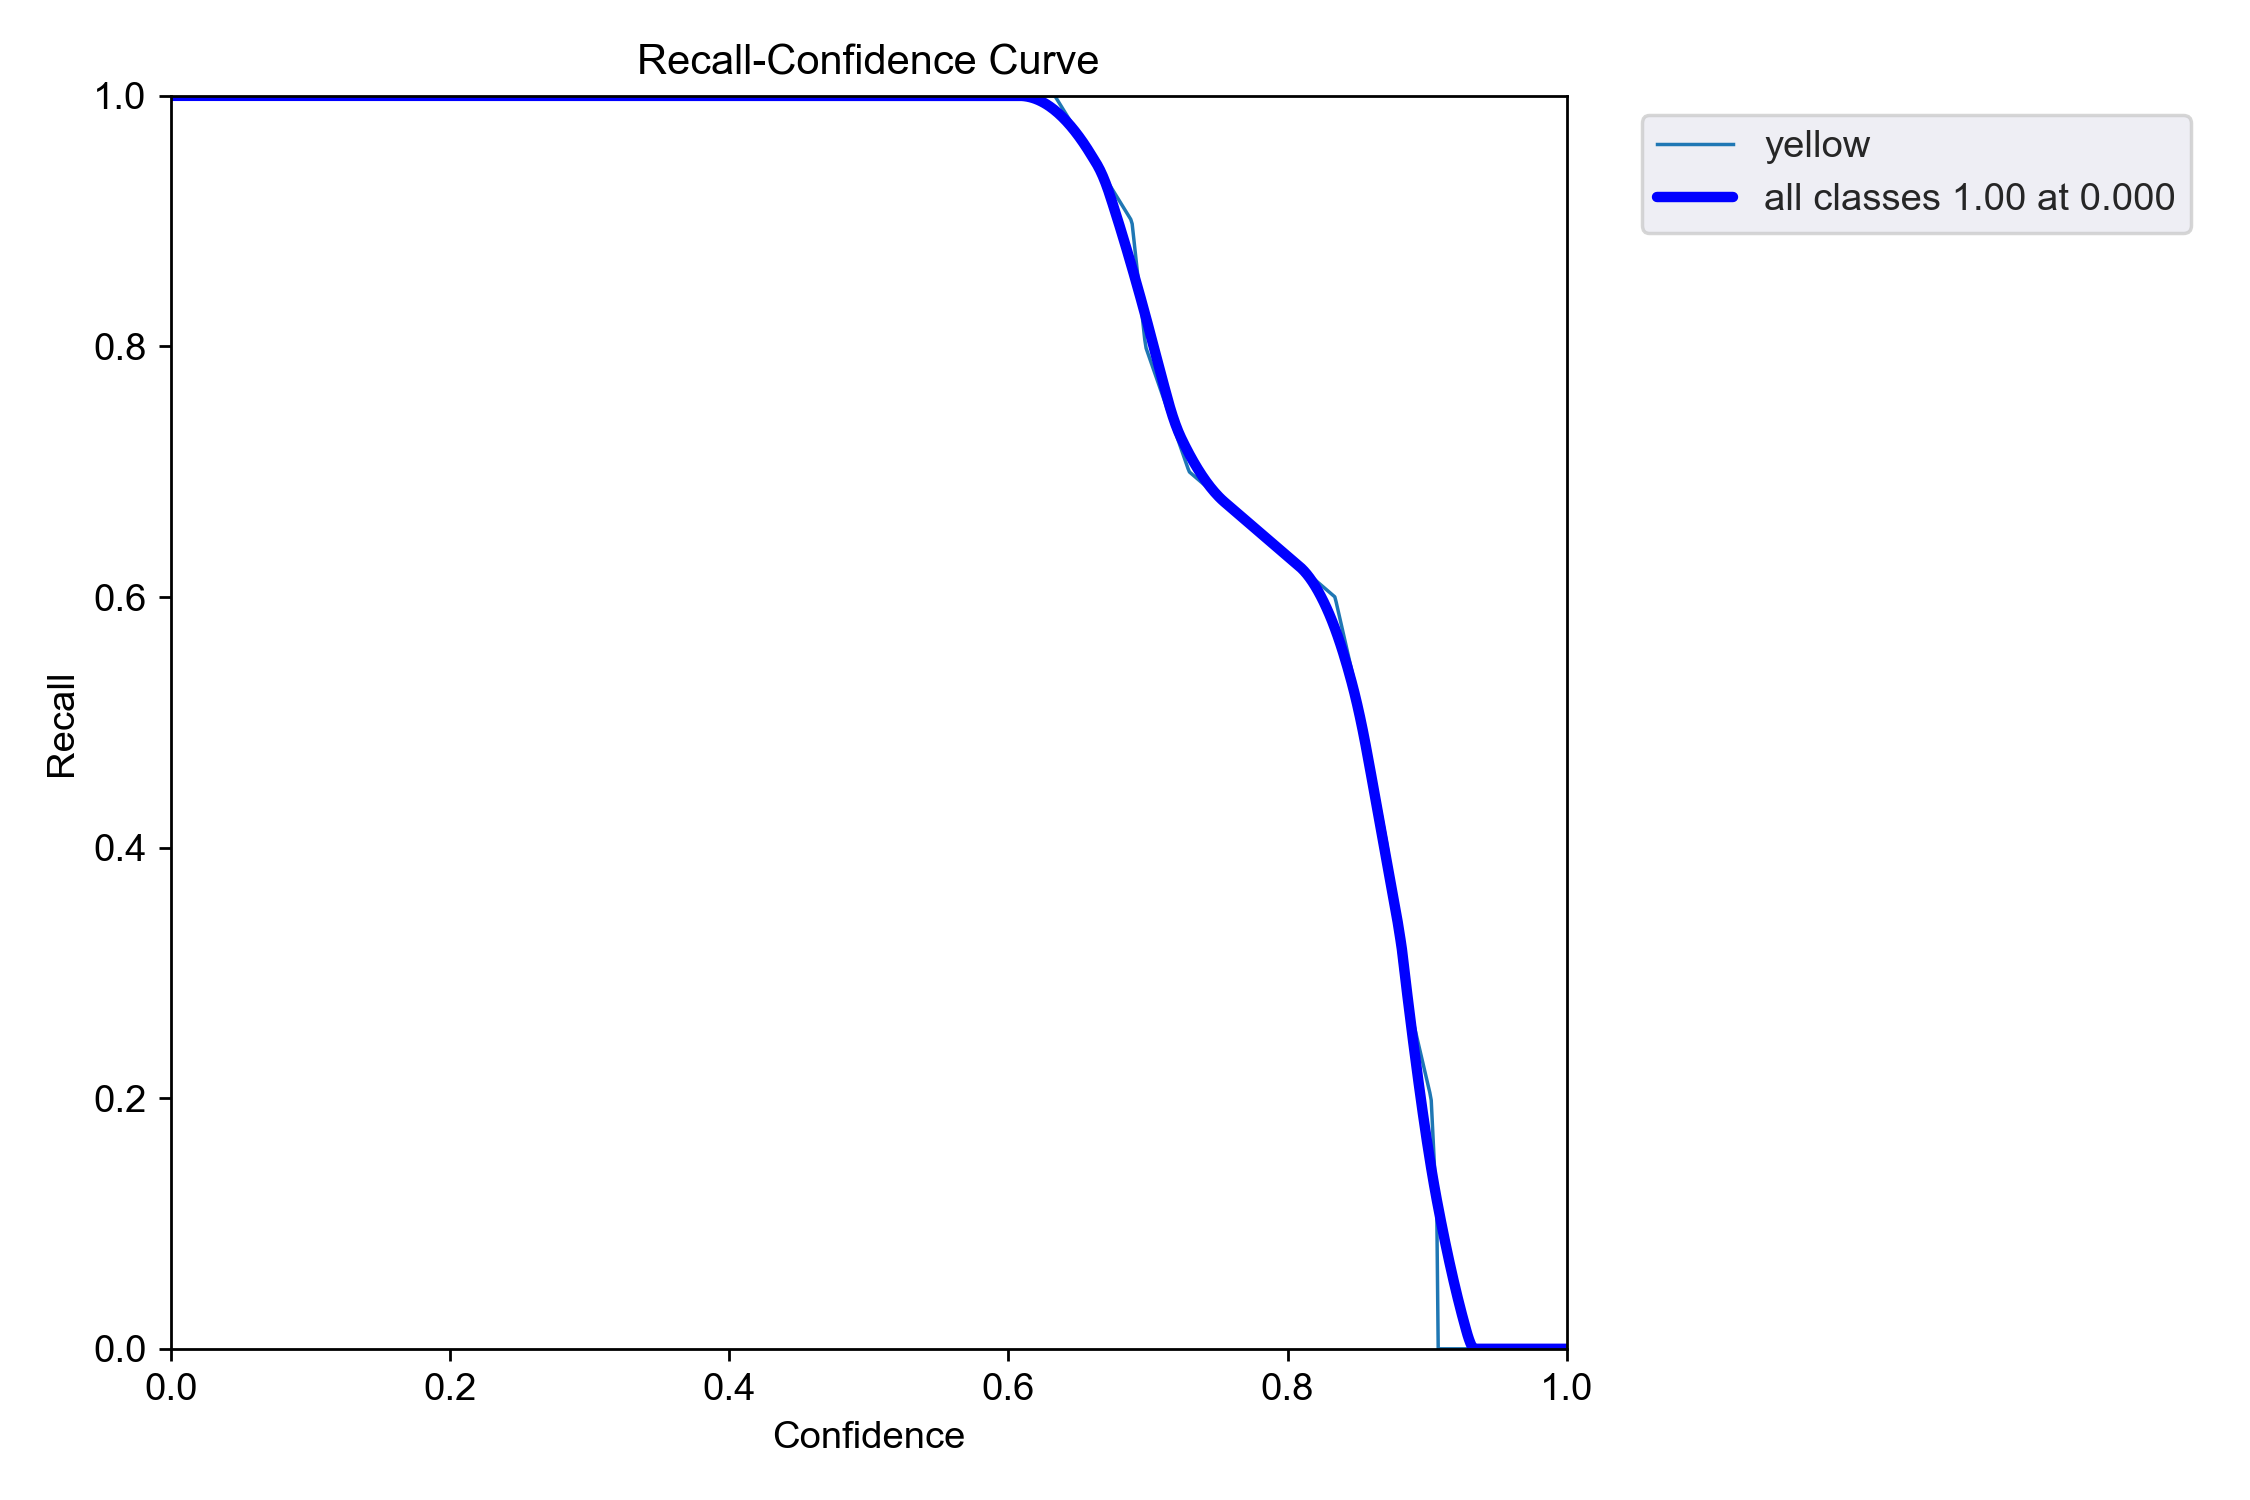 Recall-Confidence Curve
1.0
0.8
0.6
0.4
0.2
0.0
Recall
0.0 0.2 0.4 0.6 0.8 1.0
Confidence
yellow
all classes 1.00 at 0.000